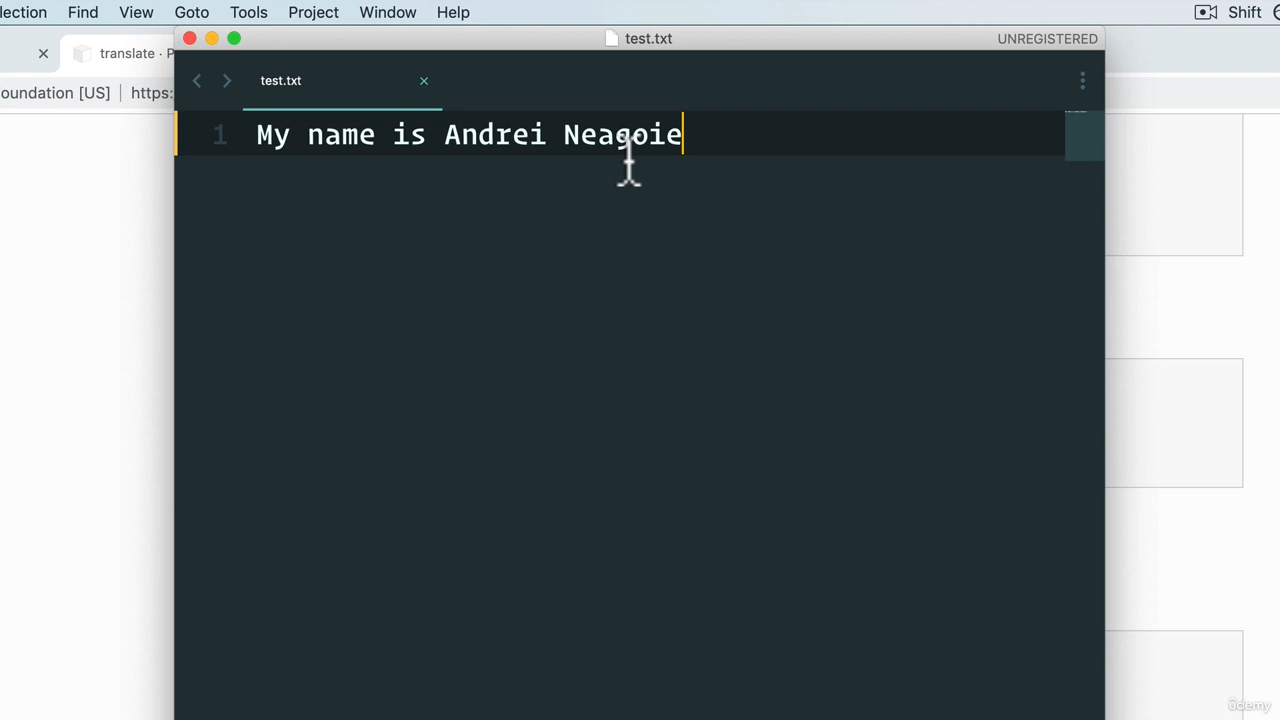 lection Find View Goto Tools Project Window Help Shift
test.txt UNREGISTERED
translate · P
test.txt
oundation [US] https:
1 My name is Andrei Neagoie
ûdemy